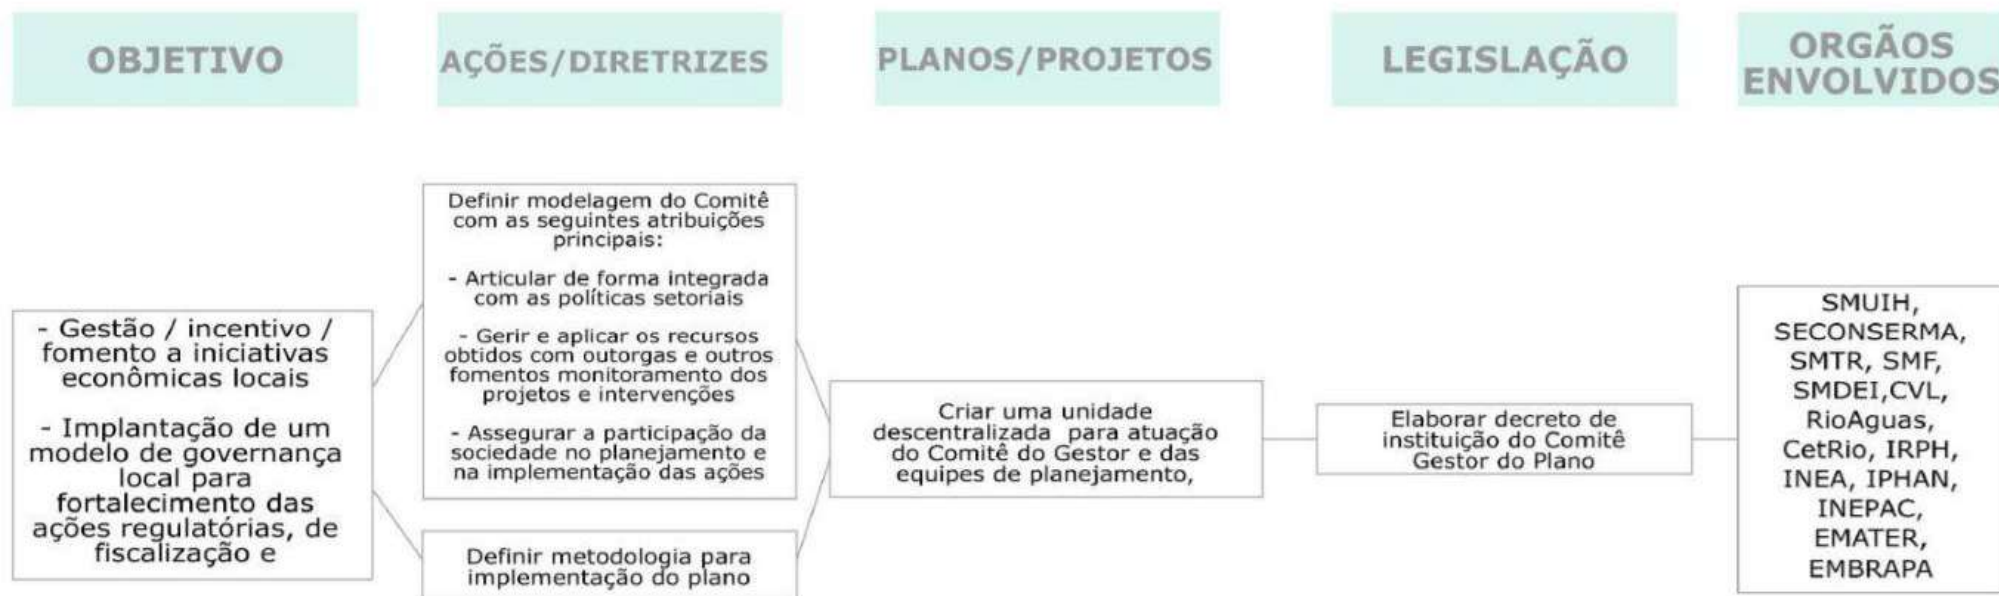 OBJETIVO
AÇÕES/DIRETRIZES
PLANOS/PROJETOS
LEGISLAÇÃO
ORGÃOS
ENVOLVIDOS
- Gestão / incentivo /
fomento a iniciativas
econômicas locais
- Implantação de um
modelo de governança
local para
fortalecimento das
ações regulatórias, de
fiscalização e
Definir modelagem do Comitê
com as seguintes atribuições
principais:
- Articular de forma integrada
com as políticas setoriais
- Gerir e aplicar os recursos
obtidos com outorgas e outros
fomentos monitoramento dos
projetos e intervenções
- Assegurar a participação da
sociedade no planejamento e
na implementação das ações
Definir metodologia para
implementação do plano
Criar uma unidade
descentralizada para atuação
do Comitê do Gestor e das
equipes de planejamento,
Elaborar decreto de
instituição do Comitê
Gestor do Plano
SMUIH,
SECONSERMA,
SMTR, SMF,
SMDEI,CVL,
RioAguas,
CetRio, IRPH,
INEA, IPHAN,
INEPAC,
EMATER,
EMBRAPA